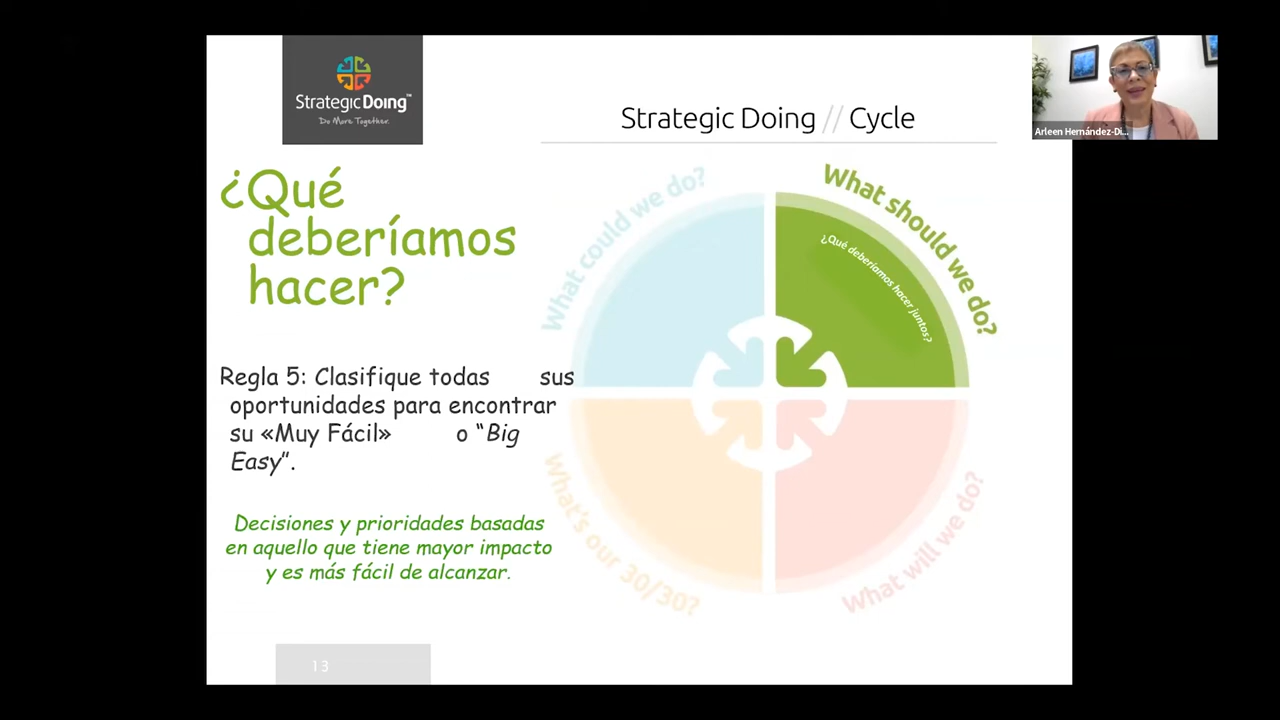 StrategicDoing™
Do More Together.
Strategic Doing // Cycle
Arleen Hernández-Di...
¿Qué
deberíamos
hacer?
Regla 5: Clasifique todas sus
oportunidades para encontrar
su «Muy Fácil» o “Big
Easy”.
Decisiones y prioridades basadas
en aquello que tiene mayor impacto
y es más fácil de alcanzar.
What could we do?
What should we do?
¿Qué deberíamos hacer juntos?
What's our 30/30?
What will we do?
13